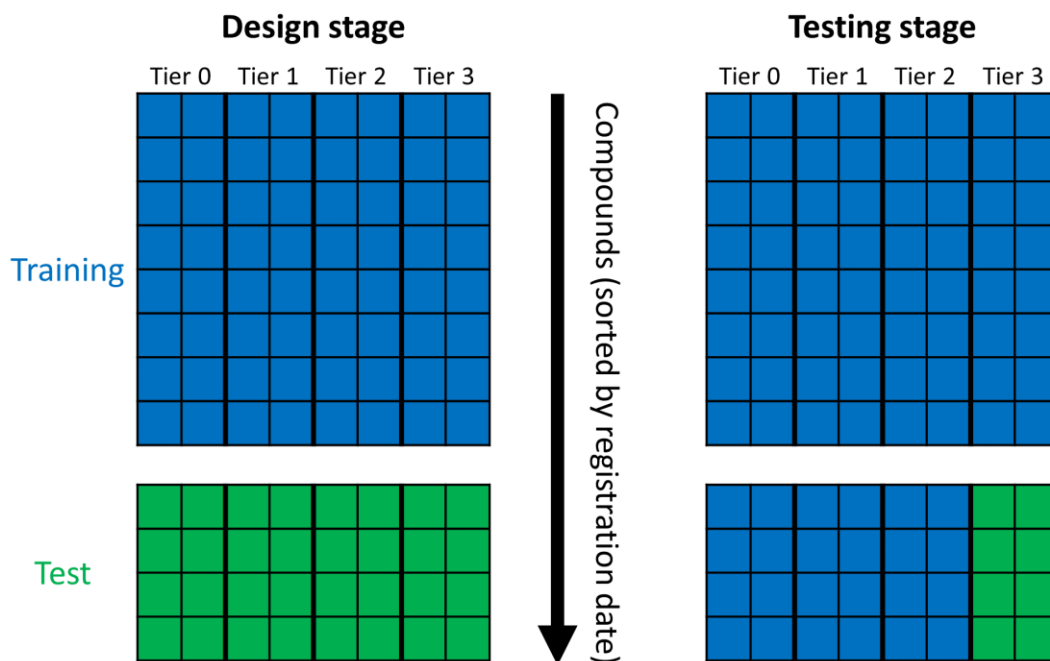 Design stage
Testing stage
Tier 0 Tier 1 Tier 2 Tier 3
Tier 0 Tier 1 Tier 2 Tier 3
Training
Compounds (sorted by registration date)
Test